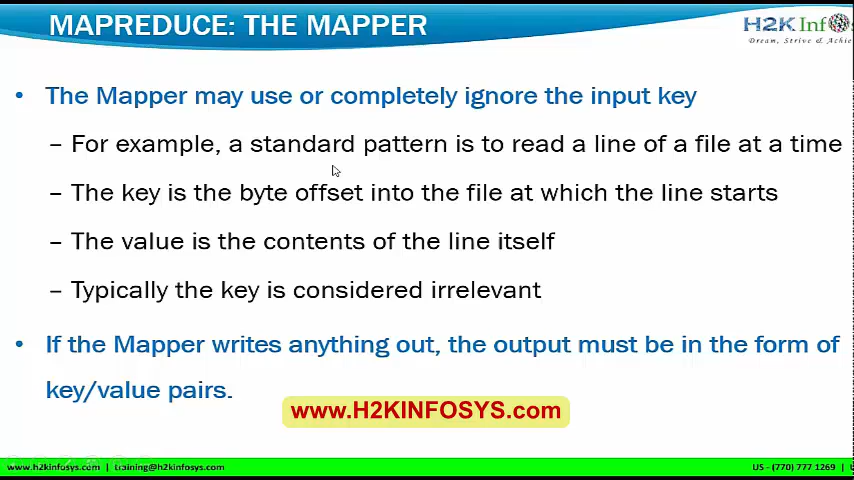 MAPREDUCE: THE MAPPER
H2K Inf
Dream, Strive & Achie
• The Mapper may use or completely ignore the input key
– For example, a standard pattern is to read a line of a file at a time
– The key is the byte offset into the file at which the line starts
– The value is the contents of the line itself
– Typically the key is considered irrelevant
• If the Mapper writes anything out, the output must be in the form of
key/value pairs.
www.H2KINFOSYS.com
www.h2kinfosys.com | training@h2kinfosys.com
US - (770) 777 1269 |